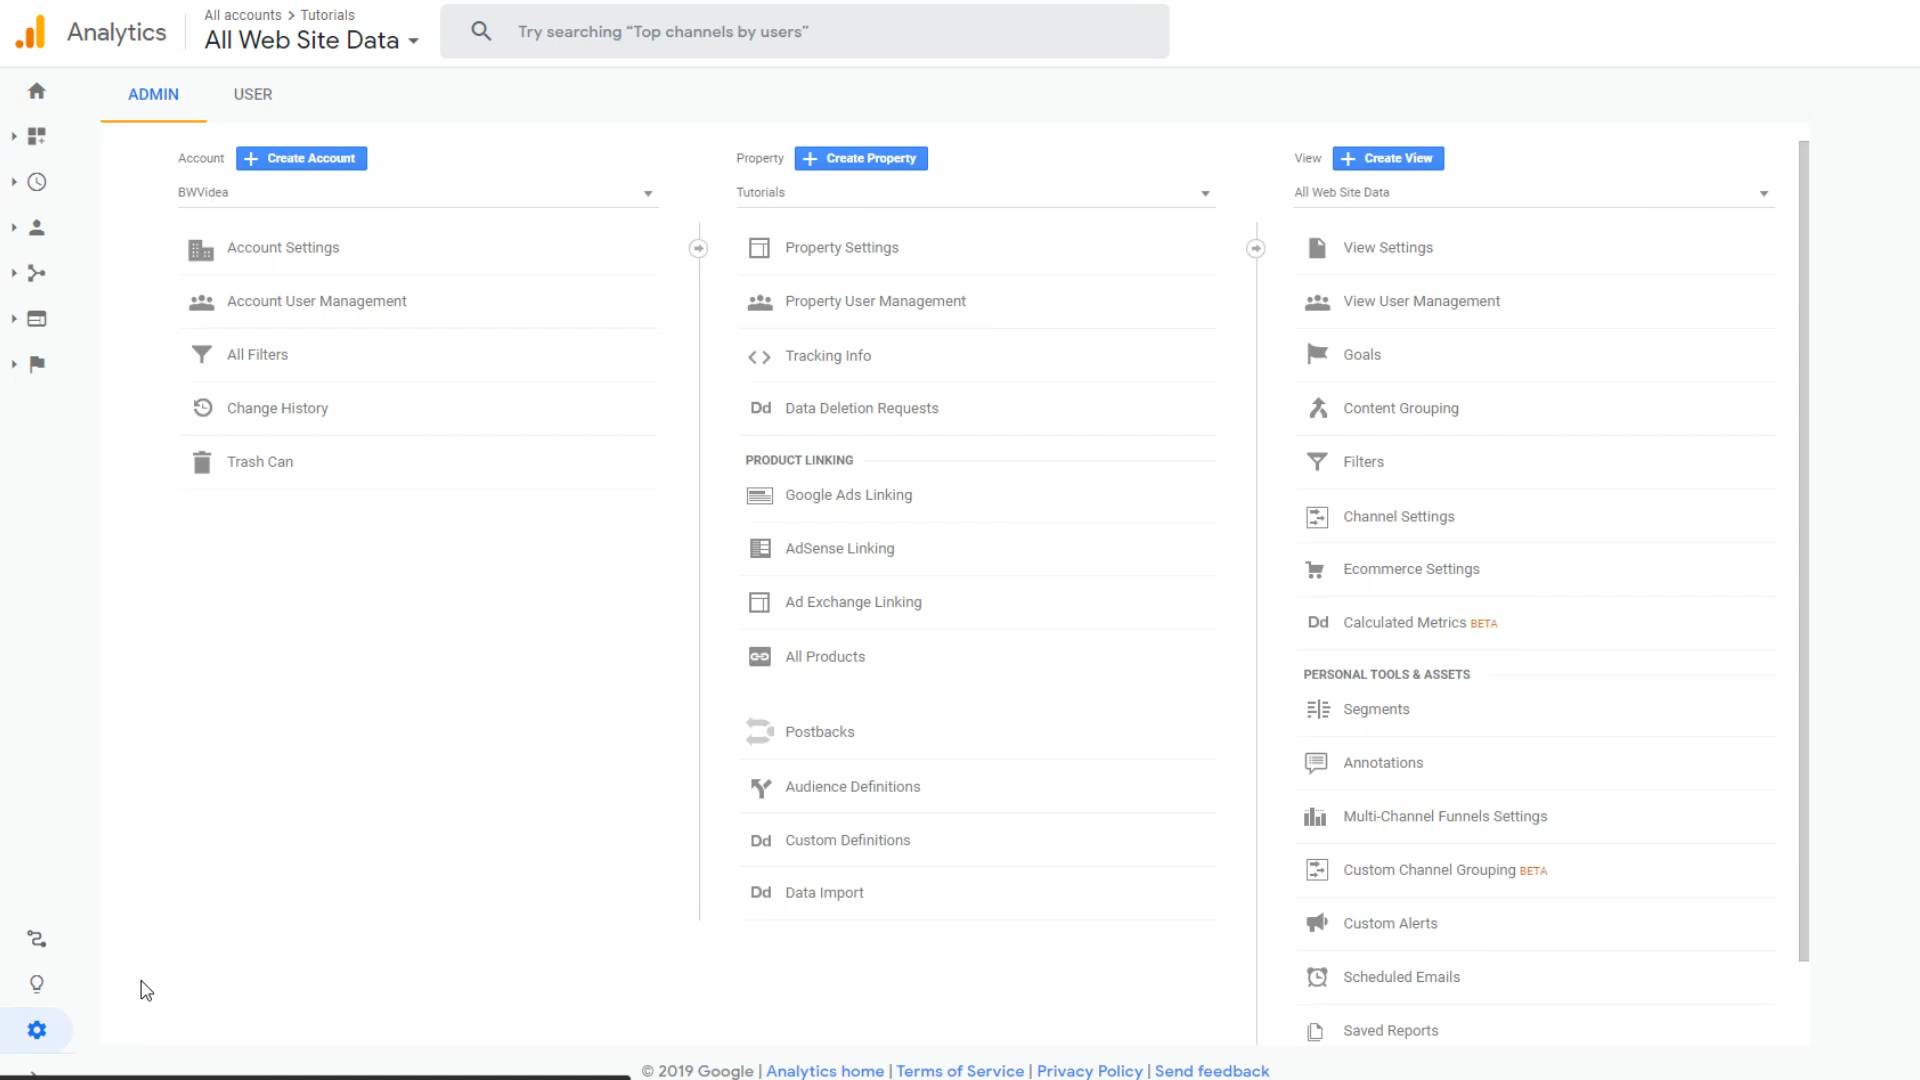 Analytics
All accounts > Tutorials
All Web Site Data
Try searching “Top channels by users”
ADMIN
USER
Account
+ Create Account
BWVidea
Account Settings
Account User Management
All Filters
Change History
Trash Can
Property
+ Create Property
Tutorials
Property Settings
Property User Management
Tracking Info
Dd Data Deletion Requests
PRODUCT LINKING
Google Ads Linking
AdSense Linking
Ad Exchange Linking
All Products
Postbacks
Audience Definitions
Dd Custom Definitions
Dd Data Import
View
+ Create View
All Web Site Data
View Settings
View User Management
Goals
Content Grouping
Filters
Channel Settings
Ecommerce Settings
Dd Calculated Metrics BETA
PERSONAL TOOLS & ASSETS
Segments
Annotations
Multi-Channel Funnels Settings
Custom Channel Grouping BETA
Custom Alerts
Scheduled Emails
Saved Reports
© 2019 Google | Analytics home | Terms of Service | Privacy Policy | Send feedback